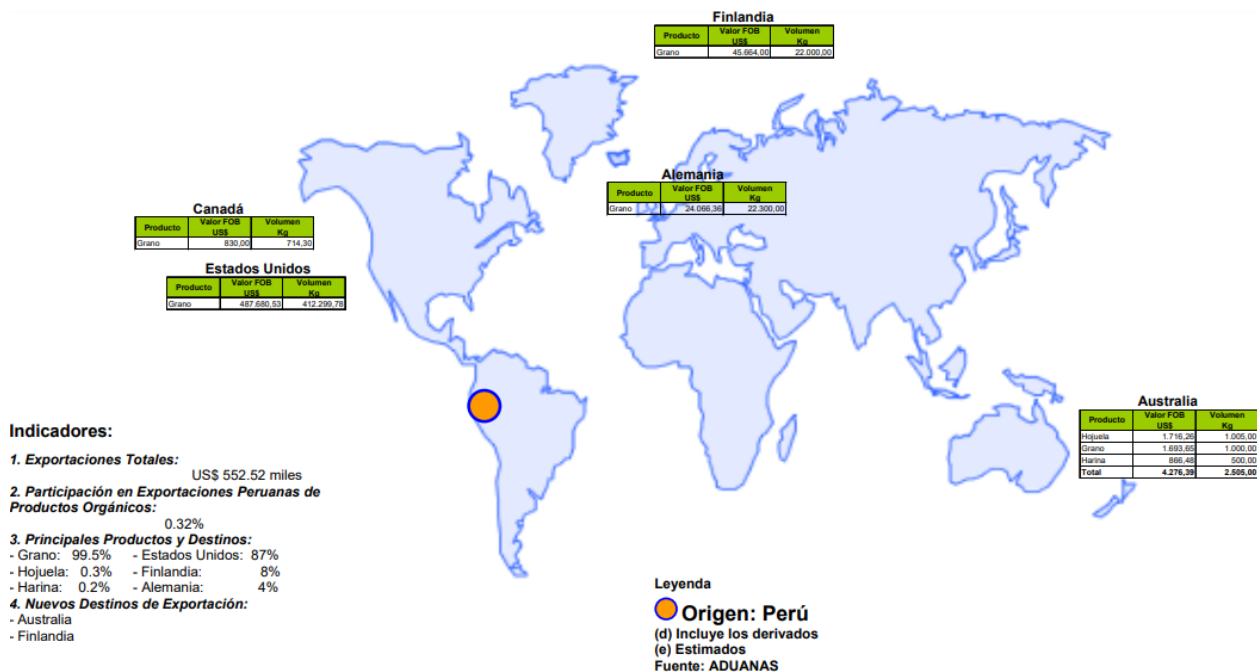 Finlandia
Producto Valor FOB US$ Volumen Kg
Grano 45.664,00 22.000,00
Alemania
Producto Valor FOB US$ Volumen Kg
Grano 24.066,36 22.300,00
Canadá
Producto Valor FOB US$ Volumen Kg
Grano 830,00 714,30
Estados Unidos
Producto Valor FOB US$ Volumen Kg
Grano 487.680,53 412.299,78
Australia
Producto Valor FOB US$ Volumen Kg
Hojuela 1.716,26 1.005,00
Grano 1.693,65 1.000,00
Harina 866,48 500,00
Total 4.276,39 2.505,00
Indicadores:
1. Exportaciones Totales:
US$ 552.52 miles
2. Participación en Exportaciones Peruanas de
Productos Orgánicos:
0.32%
3. Principales Productos y Destinos:
- Grano: 99.5% - Estados Unidos: 87%
- Hojuela: 0.3% - Finlandia: 8%
- Harina: 0.2% - Alemania: 4%
4. Nuevos Destinos de Exportación:
- Australia
- Finlandia
Leyenda
Origen: Perú
(d) Incluye los derivados
(e) Estimados
Fuente: ADUANAS